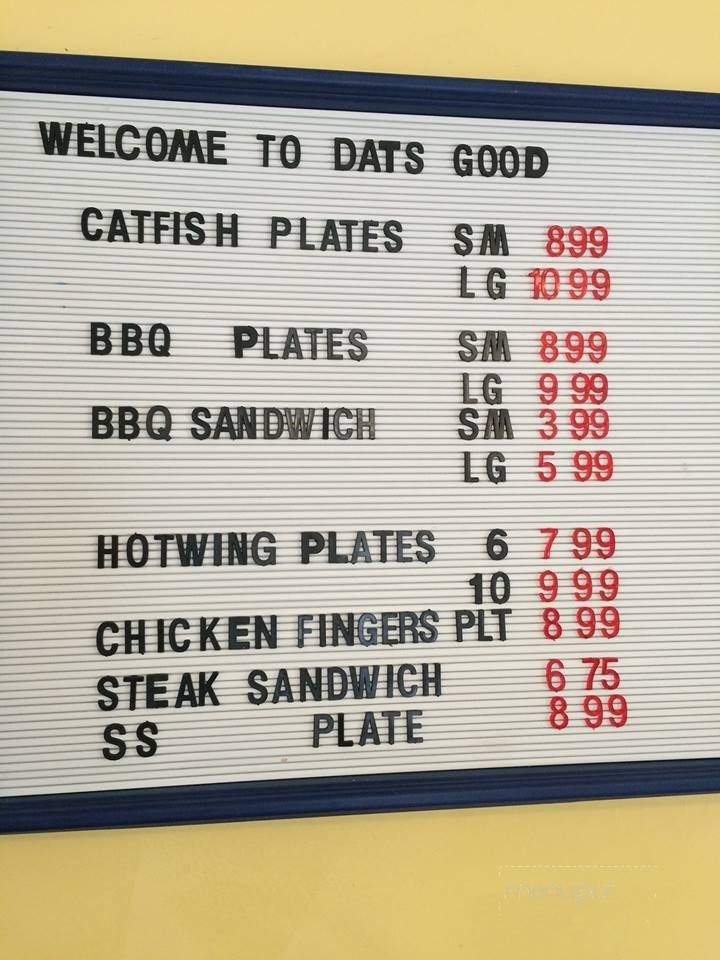 WELCOME TO DATS GOOD
CATFISH PLATES SM 899
LG 10 99
BBQ PLATES SM 899
LG 9 99
BBQ SANDWICH SM 3 99
LG 5 99
HOTWING PLATES 6 7 99
10 9 99
CHICKEN FINGERS PLT 8 99
STEAK SANDWICH 6 75
SS PLATE 8 99